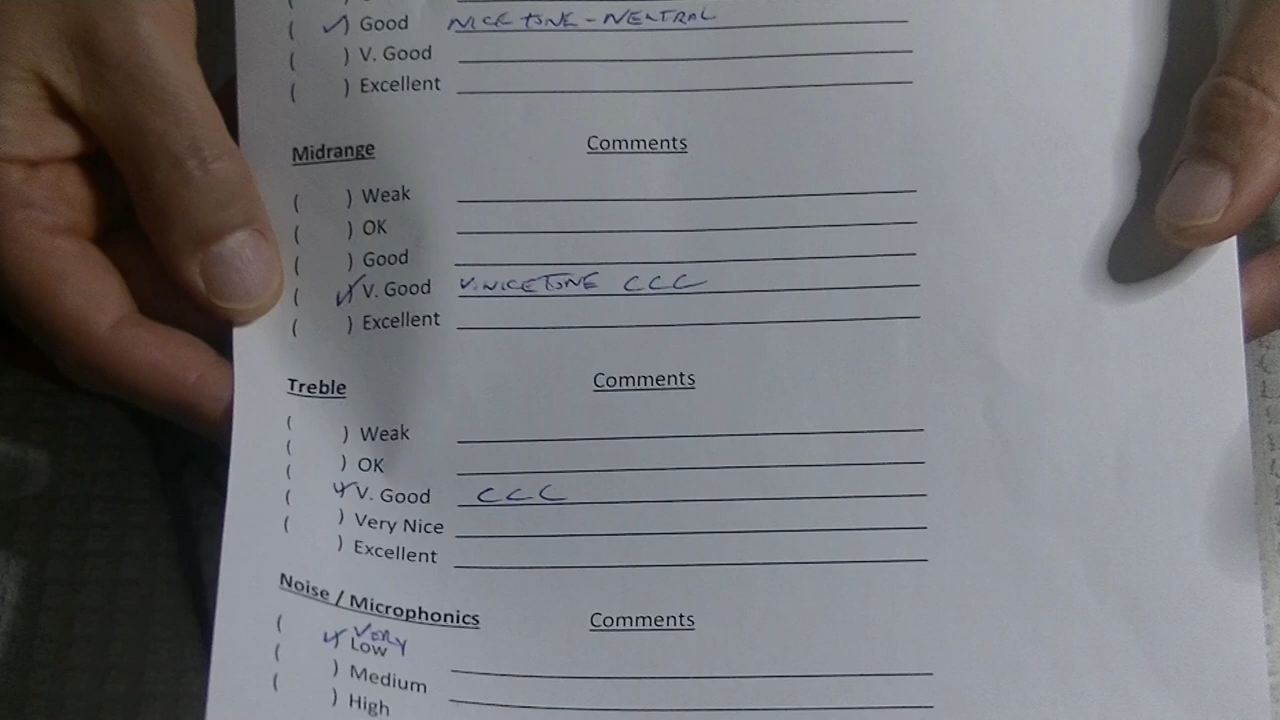 ( ✓) Good NICE TONE - NEUTRAL
( ) V. Good
( ) Excellent
Midrange Comments
( ) Weak
( ) OK
( ) Good
( ✓) V. Good V. NICE TONE CCC
( ) Excellent
Treble Comments
( ) Weak
( ) OK
( ✓) V. Good CCC
( ) Very Nice
( ) Excellent
Noise / Microphonics Comments
( ✓) VERY Low
( ) Medium
( ) High